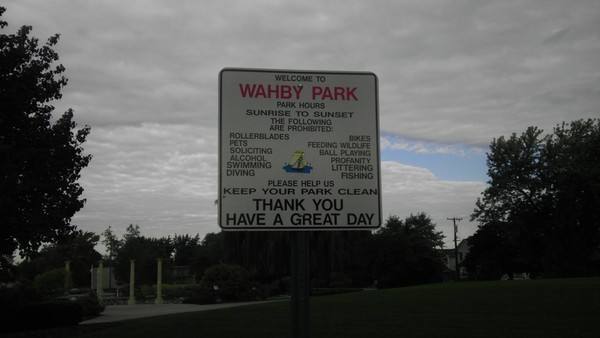 WELCOME TO
WAHBY PARK
PARK HOURS
SUNRISE TO SUNSET
THE FOLLOWING
ARE PROHIBITED:
ROLLERBLADES
PETS
SOLICITING
ALCOHOL
SWIMMING
DIVING
BIKES
FEEDING WILDLIFE
BALL PLAYING
PROFANITY
LITTERING
FISHING
PLEASE HELP US
KEEP YOUR PARK CLEAN
THANK YOU
HAVE A GREAT DAY